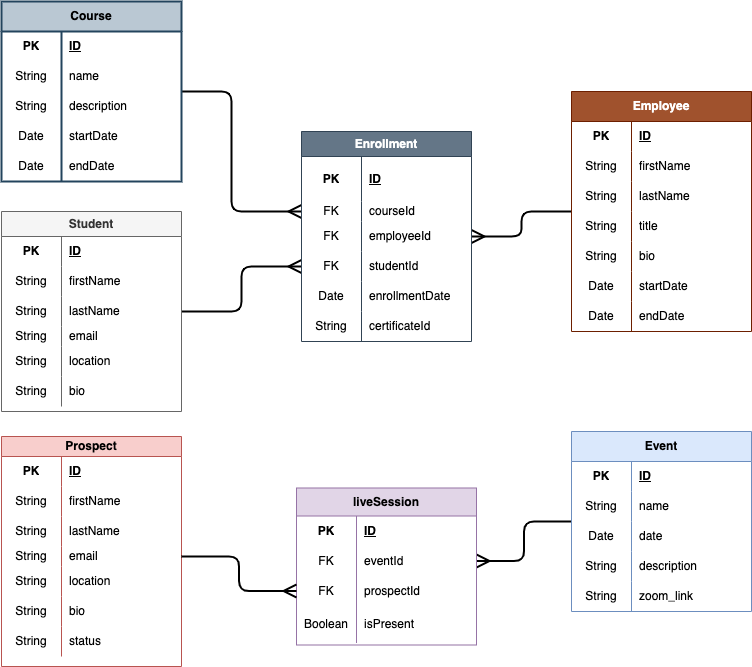 Course
PK ID
String name
String description
Date startDate
Date endDate
Student
PK ID
String firstName
String lastName
String email
String location
String bio
Prospect
PK ID
String firstName
String lastName
String email
String location
String bio
String status
Enrollment
PK ID
FK courseId
FK employeeId
FK studentId
Date enrollmentDate
String certificateId
liveSession
PK ID
FK eventId
FK prospectId
Boolean isPresent
Employee
PK ID
String firstName
String lastName
String title
String bio
Date startDate
Date endDate
Event
PK ID
String name
Date date
String description
String zoom_link